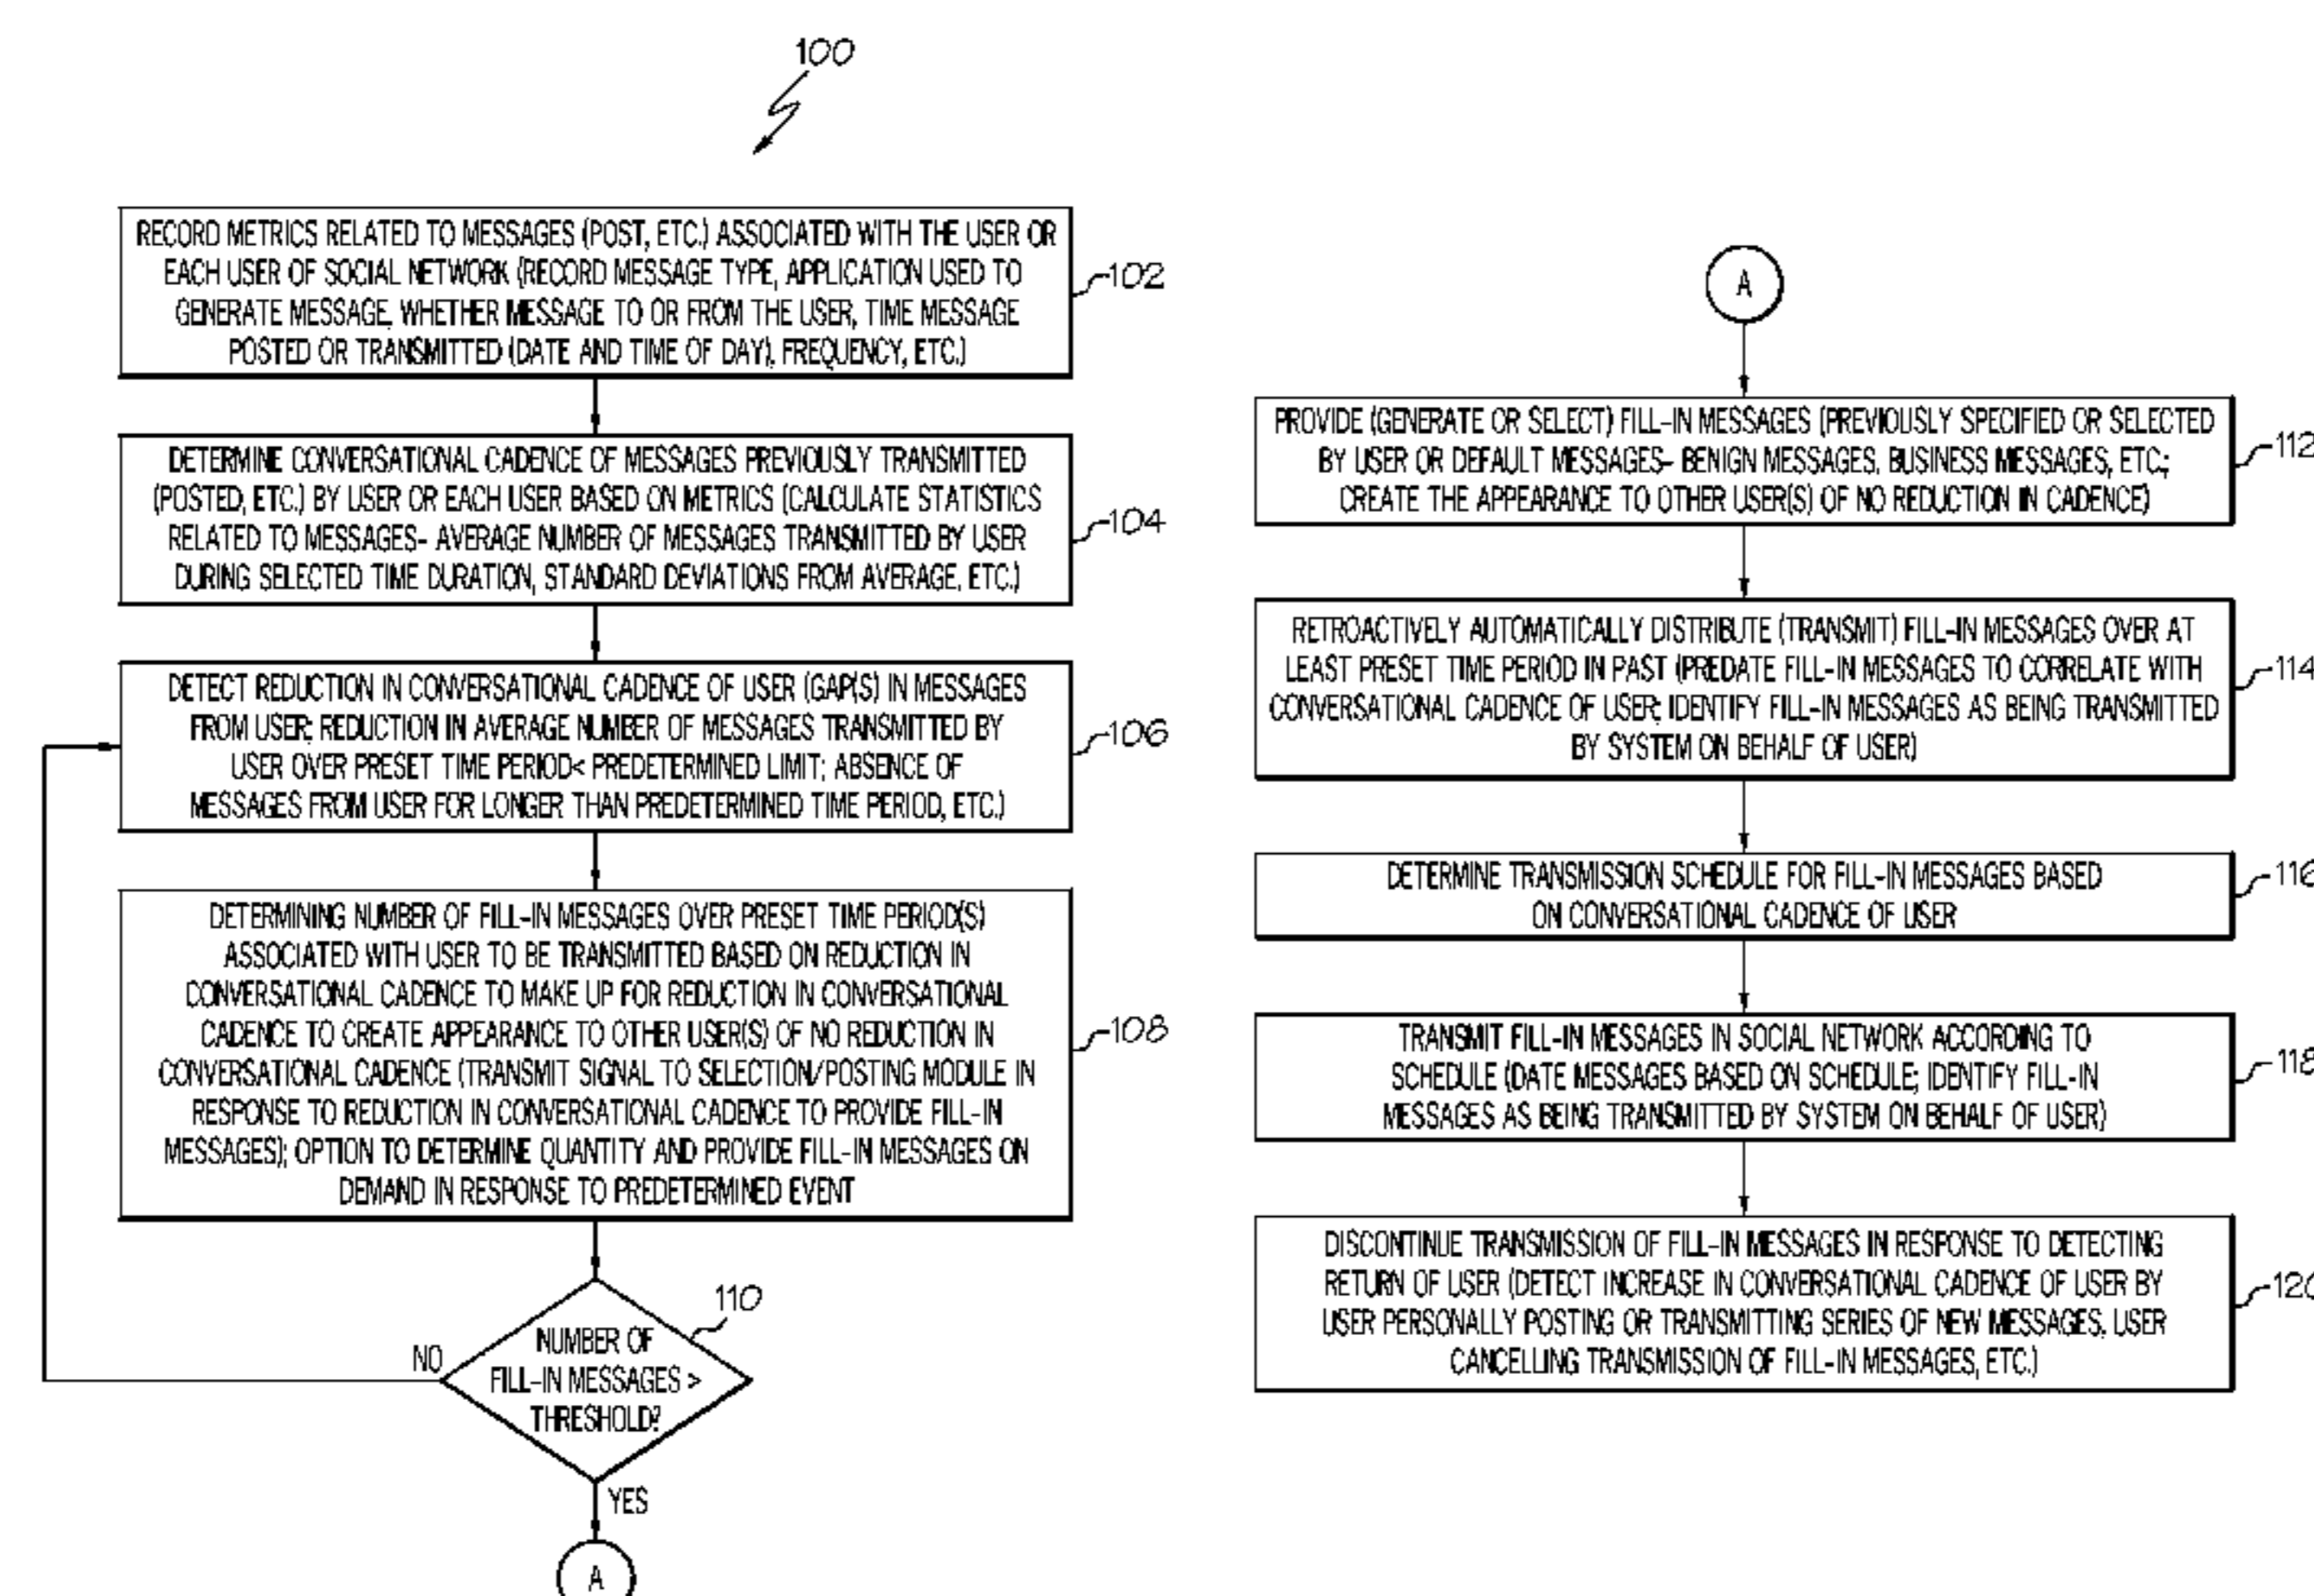 100
RECORD METRICS RELATED TO MESSAGES (POST, ETC.) ASSOCIATED WITH THE USER OR
EACH USER OF SOCIAL NETWORK (RECORD MESSAGE TYPE, APPLICATION USED TO
GENERATE MESSAGE, WHETHER MESSAGE TO OR FROM THE USER, TIME MESSAGE
POSTED OR TRANSMITTED (DATE AND TIME OF DAY), FREQUENCY, ETC.)
102
DETERMINE CONVERSATIONAL CADENCE OF MESSAGES PREVIOUSLY TRANSMITTED
(POSTED, ETC.) BY USER OR EACH USER BASED ON METRICS (CALCULATE STATISTICS
RELATED TO MESSAGES- AVERAGE NUMBER OF MESSAGES TRANSMITTED BY USER
DURING SELECTED TIME DURATION, STANDARD DEVIATIONS FROM AVERAGE, ETC.)
104
DETECT REDUCTION IN CONVERSATIONAL CADENCE OF USER (GAP(S) IN MESSAGES
FROM USER; REDUCTION IN AVERAGE NUMBER OF MESSAGES TRANSMITTED BY
USER OVER PRESET TIME PERIOD< PREDETERMINED LIMIT; ABSENCE OF
MESSAGES FROM USER FOR LONGER THAN PREDETERMINED TIME PERIOD, ETC.)
106
DETERMINING NUMBER OF FILL-IN MESSAGES OVER PRESET TIME PERIOD(S)
ASSOCIATED WITH USER TO BE TRANSMITTED BASED ON REDUCTION IN
CONVERSATIONAL CADENCE TO MAKE UP FOR REDUCTION IN CONVERSATIONAL
CADENCE TO CREATE APPEARANCE TO OTHER USER(S) OF NO REDUCTION IN
CONVERSATIONAL CADENCE (TRANSMIT SIGNAL TO SELECTION/POSTING MODULE IN
RESPONSE TO REDUCTION IN CONVERSATIONAL CADENCE TO PROVIDE FILL-IN
MESSAGES); OPTION TO DETERMINE QUANTITY AND PROVIDE FILL-IN MESSAGES ON
DEMAND IN RESPONSE TO PREDETERMINED EVENT
108
110
NUMBER OF
FILL-IN MESSAGES >
THRESHOLD?
NO
YES
A
A
PROVIDE (GENERATE OR SELECT) FILL-IN MESSAGES (PREVIOUSLY SPECIFIED OR SELECTED
BY USER OR DEFAULT MESSAGES- BENIGN MESSAGES, BUSINESS MESSAGES, ETC.;
CREATE THE APPEARANCE TO OTHER USER(S) OF NO REDUCTION IN CADENCE)
112
RETROACTIVELY AUTOMATICALLY DISTRIBUTE (TRANSMIT) FILL-IN MESSAGES OVER AT
LEAST PRESET TIME PERIOD IN PAST (PREDATE FILL-IN MESSAGES TO CORRELATE WITH
CONVERSATIONAL CADENCE OF USER; IDENTIFY FILL-IN MESSAGES AS BEING TRANSMITTED
BY SYSTEM ON BEHALF OF USER)
114
DETERMINE TRANSMISSION SCHEDULE FOR FILL-IN MESSAGES BASED
ON CONVERSATIONAL CADENCE OF USER
116
TRANSMIT FILL-IN MESSAGES IN SOCIAL NETWORK ACCORDING TO
SCHEDULE (DATE MESSAGES BASED ON SCHEDULE; IDENTIFY FILL-IN
MESSAGES AS BEING TRANSMITTED BY SYSTEM ON BEHALF OF USER)
118
DISCONTINUE TRANSMISSION OF FILL-IN MESSAGES IN RESPONSE TO DETECTING
RETURN OF USER (DETECT INCREASE IN CONVERSATIONAL CADENCE OF USER BY
USER PERSONALLY POSTING OR TRANSMITTING SERIES OF NEW MESSAGES, USER
CANCELLING TRANSMISSION OF FILL-IN MESSAGES, ETC.)
120